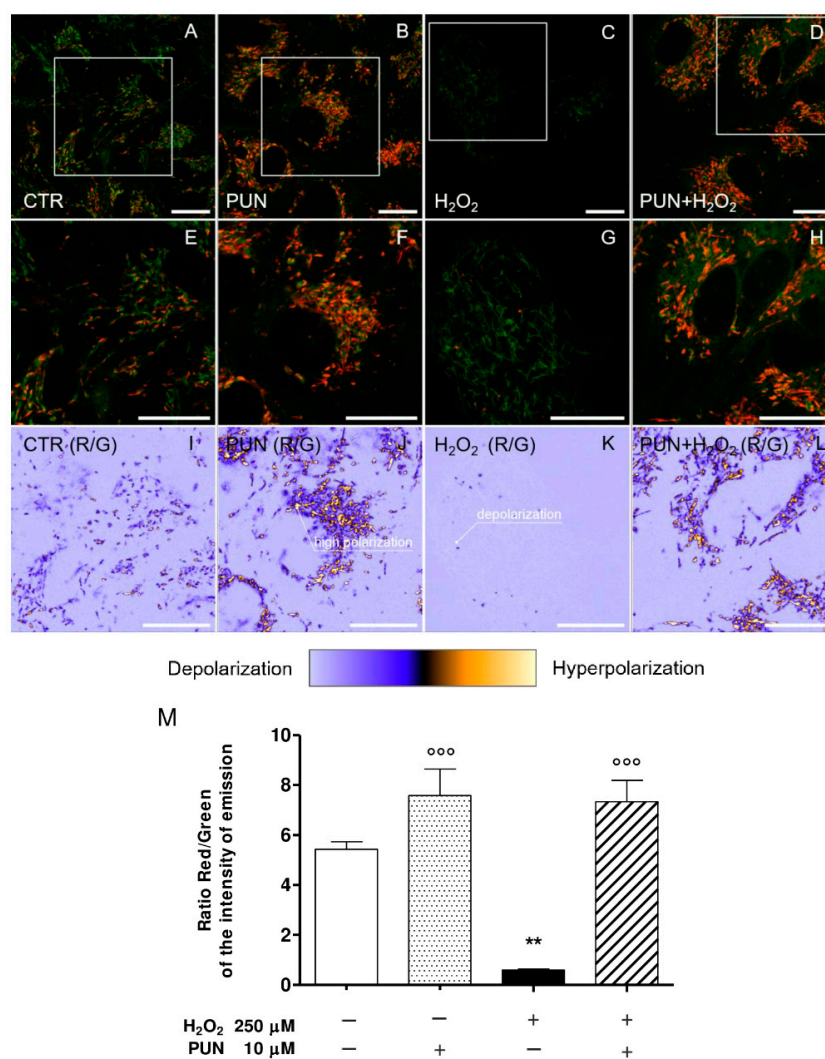 A B C D
CTR PUN H₂O₂ PUN+H₂O₂
E F G H
CTR (R/G) I PUN (R/G) J H₂O₂ (R/G) K PUN+H₂O₂ (R/G) L
depolarization
high polarization
Depolarization Hyperpolarization
M
10
8
6
4
2
0
Ratio Red/Green
of the intensity of emission
°°° ** °°°
H₂O₂ 250 µM − − + +
PUN 10 µM − + − +